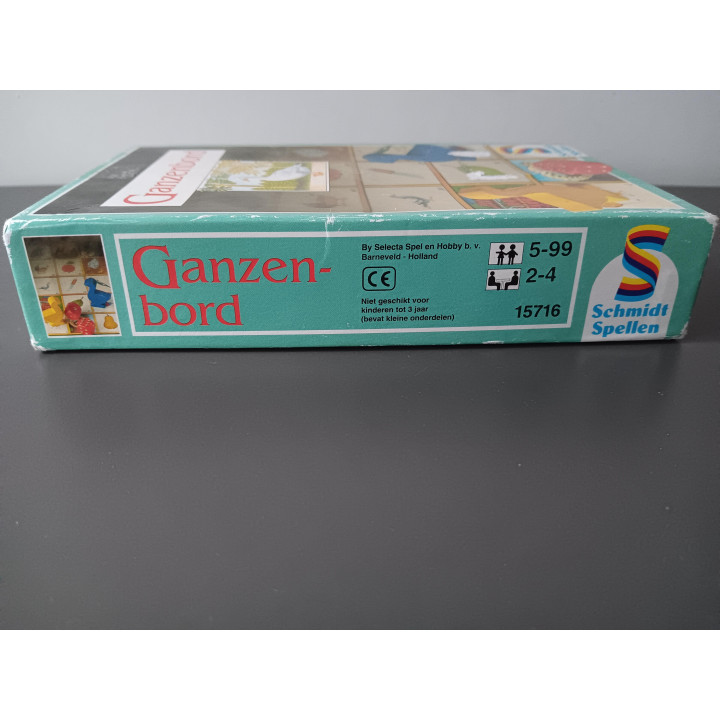 Ganzenbord
Ganzen-
bord
By Selecta Spel en Hobby b. v.
Barneveld - Holland
CE
Niet geschikt voor
kinderen tot 3 jaar
(bevat kleine onderdelen)
5-99
2-4
15716
Schmidt
Spellen